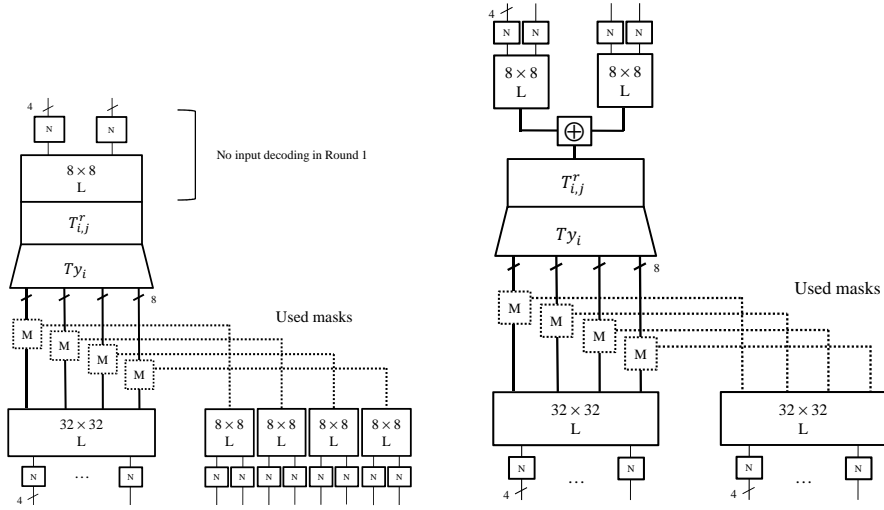 4
N N
8 × 8
L
T^r_{i,j}
Ty_i
8
No input decoding in Round 1
Used masks
M
M
M
M
32 × 32
L
8 × 8
L
8 × 8
L
8 × 8
L
8 × 8
L
N ... N
4
N N N N N N N N
4
N N N N
8 × 8
L
8 × 8
L
⊕
T^r_{i,j}
Ty_i
8
Used masks
M
M
M
M
32 × 32
L
32 × 32
L
N ... N
4
N ... N
4